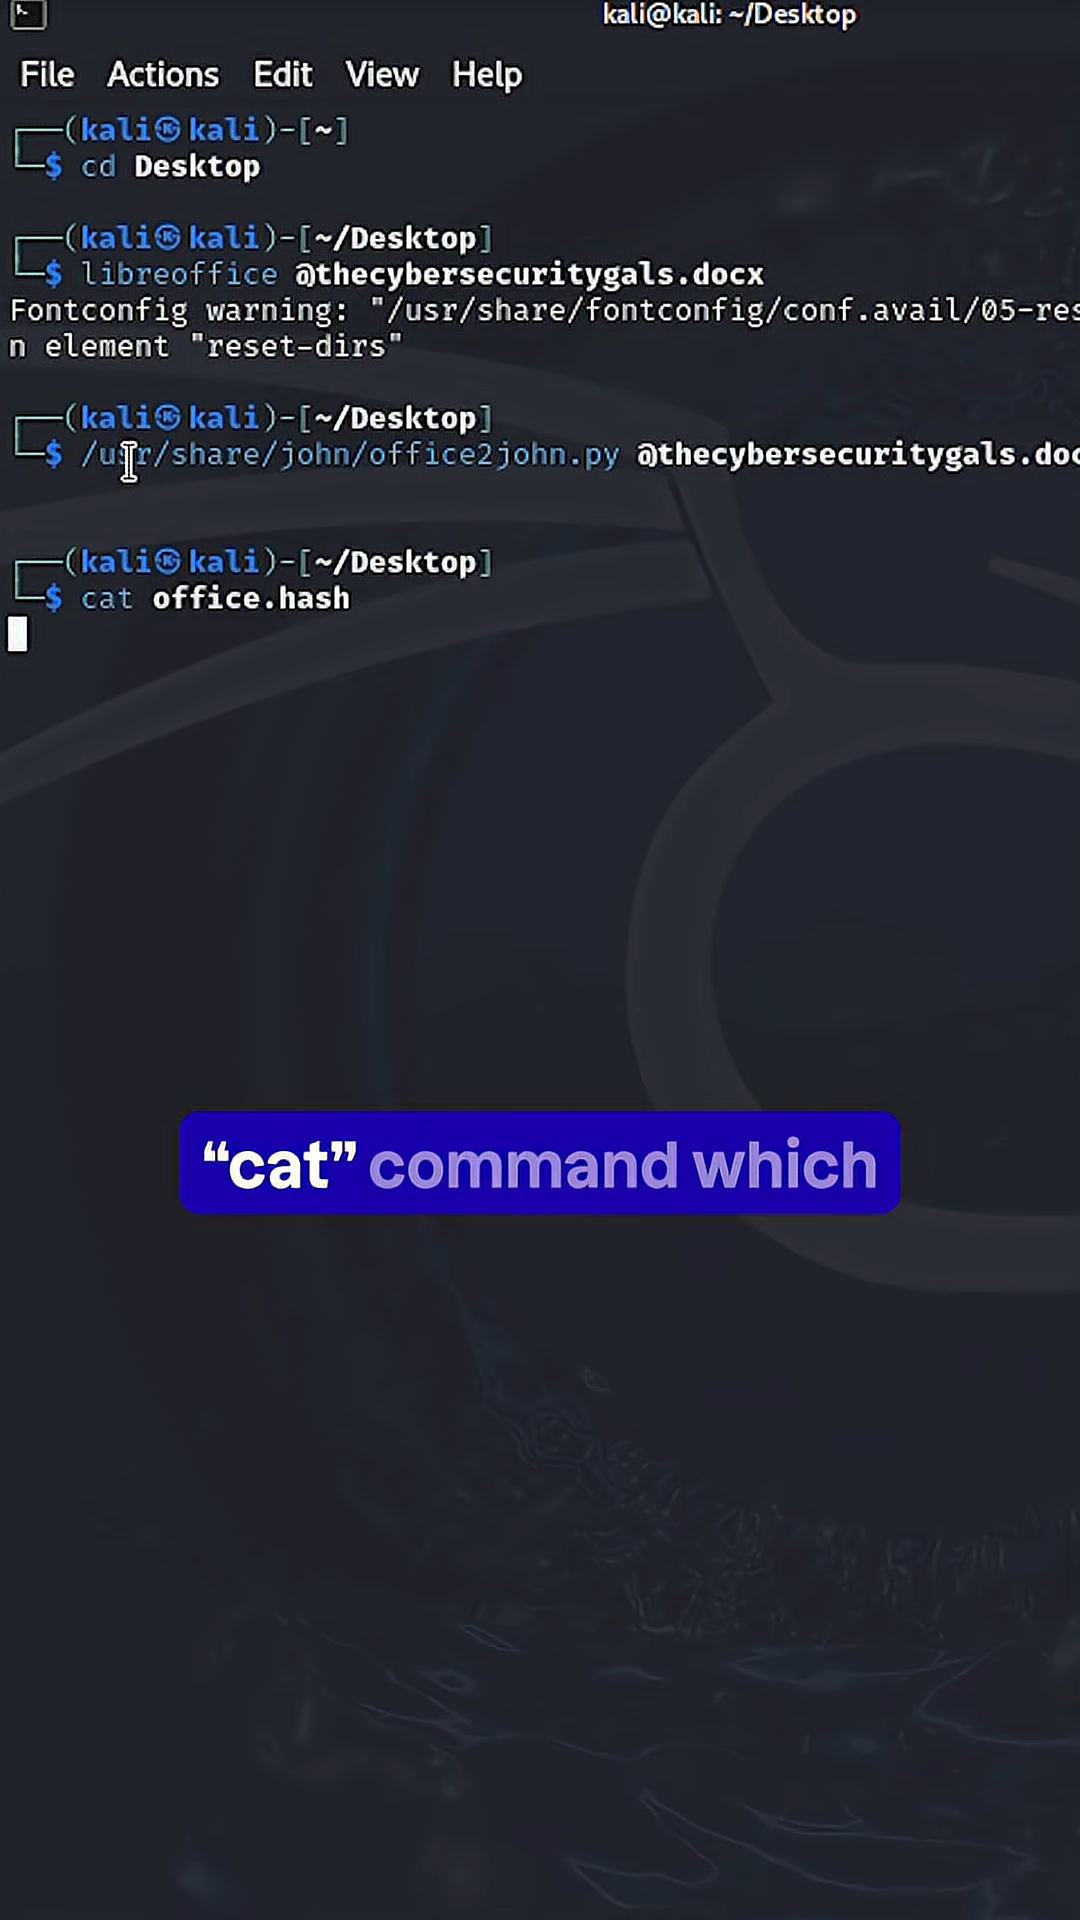 kali@kali: ~/Desktop
File Actions Edit View Help
┌──(kali㉿kali)-[~]
└─$ cd Desktop
┌──(kali㉿kali)-[~/Desktop]
└─$ libreoffice @thecybersecuritygals.docx
Fontconfig warning: "/usr/share/fontconfig/conf.avail/05-res
n element "reset-dirs"
┌──(kali㉿kali)-[~/Desktop]
└─$ /usr/share/john/office2john.py @thecybersecuritygals.doc
┌──(kali㉿kali)-[~/Desktop]
└─$ cat office.hash
“cat” command which